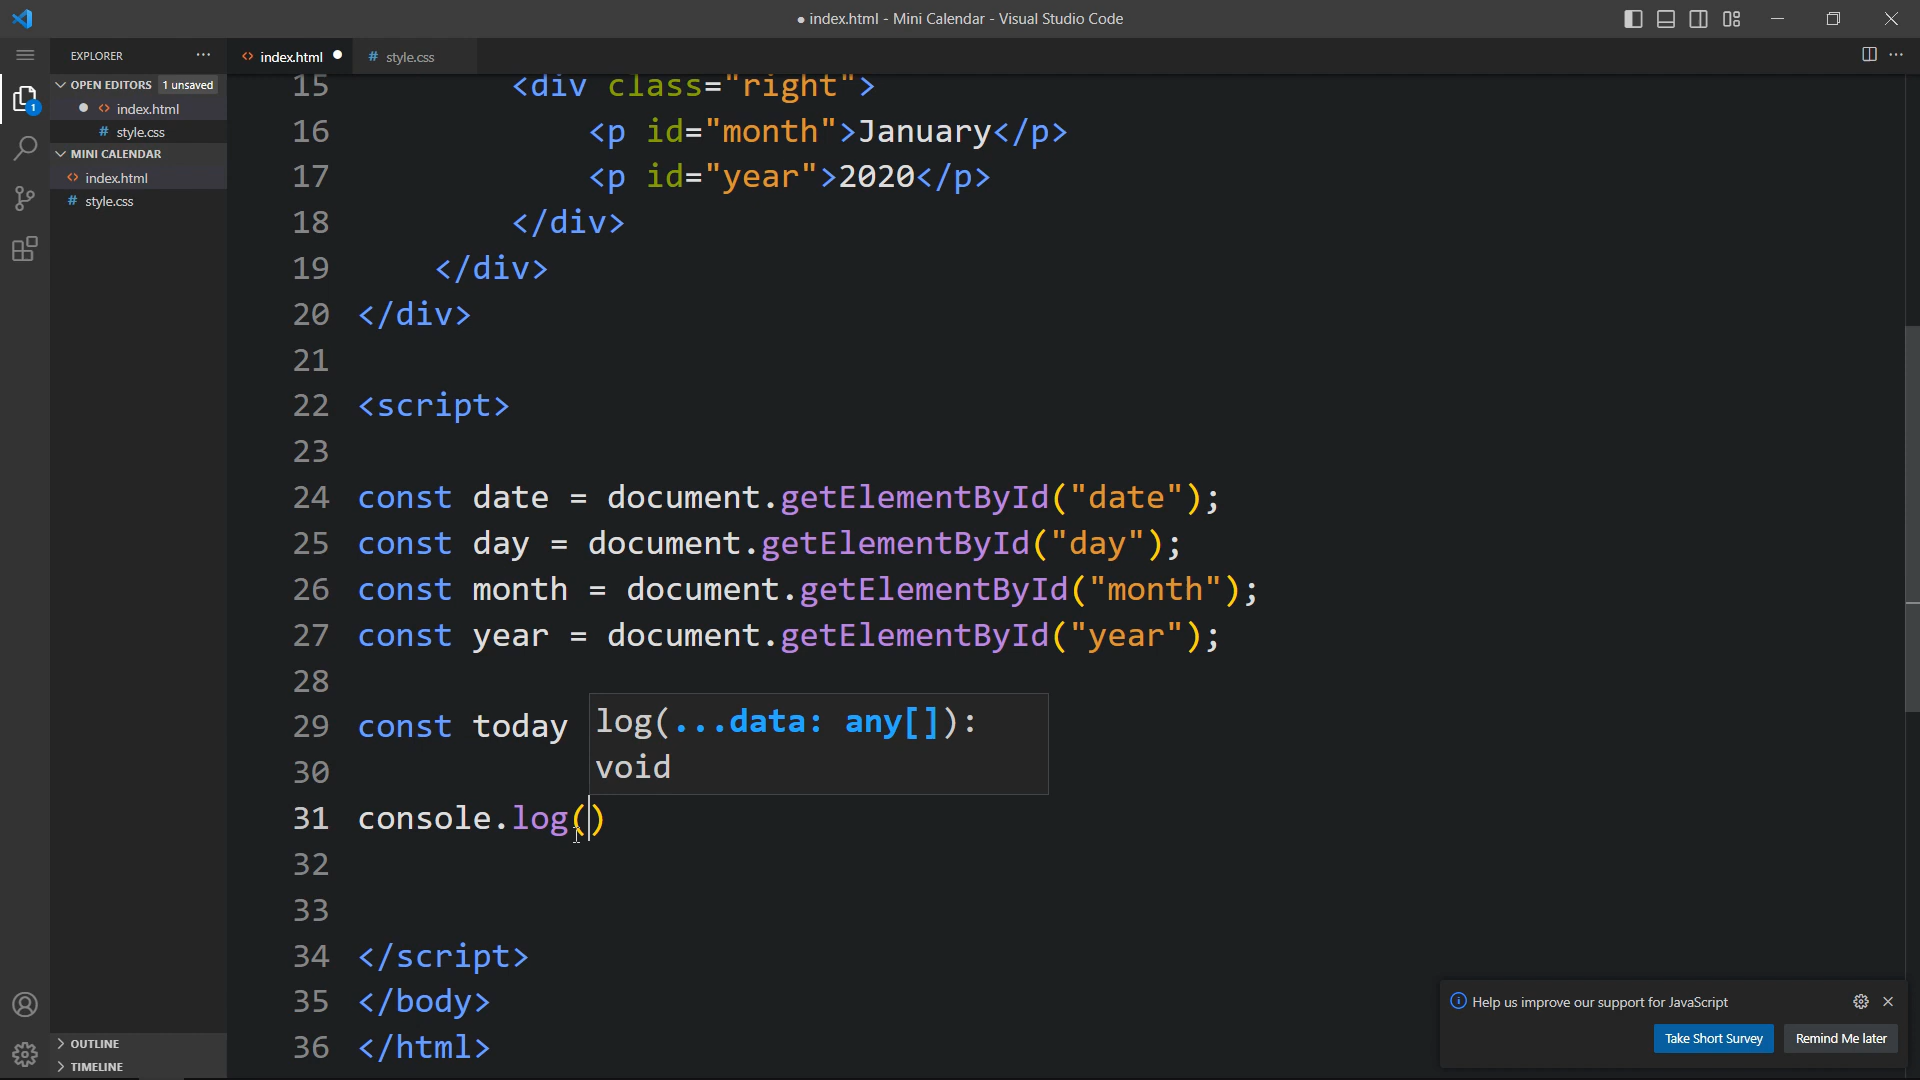 ● index.html - Mini Calendar - Visual Studio Code
EXPLORER
OPEN EDITORS 1 unsaved
index.html
# style.css
MINI CALENDAR
index.html
# style.css
OUTLINE
TIMELINE
1
index.html
# style.css
15 <div class="right">
16 <p id="month">January</p>
17 <p id="year">2020</p>
18 </div>
19 </div>
20 </div>
21
22 <script>
23
24 const date = document.getElementById("date");
25 const day = document.getElementById("day");
26 const month = document.getElementById("month");
27 const year = document.getElementById("year");
28
29 const today
log(...data: any[]):
void
30
31 console.log()
32
33
34 </script>
35 </body>
36 </html>
Help us improve our support for JavaScript
Take Short Survey
Remind Me later